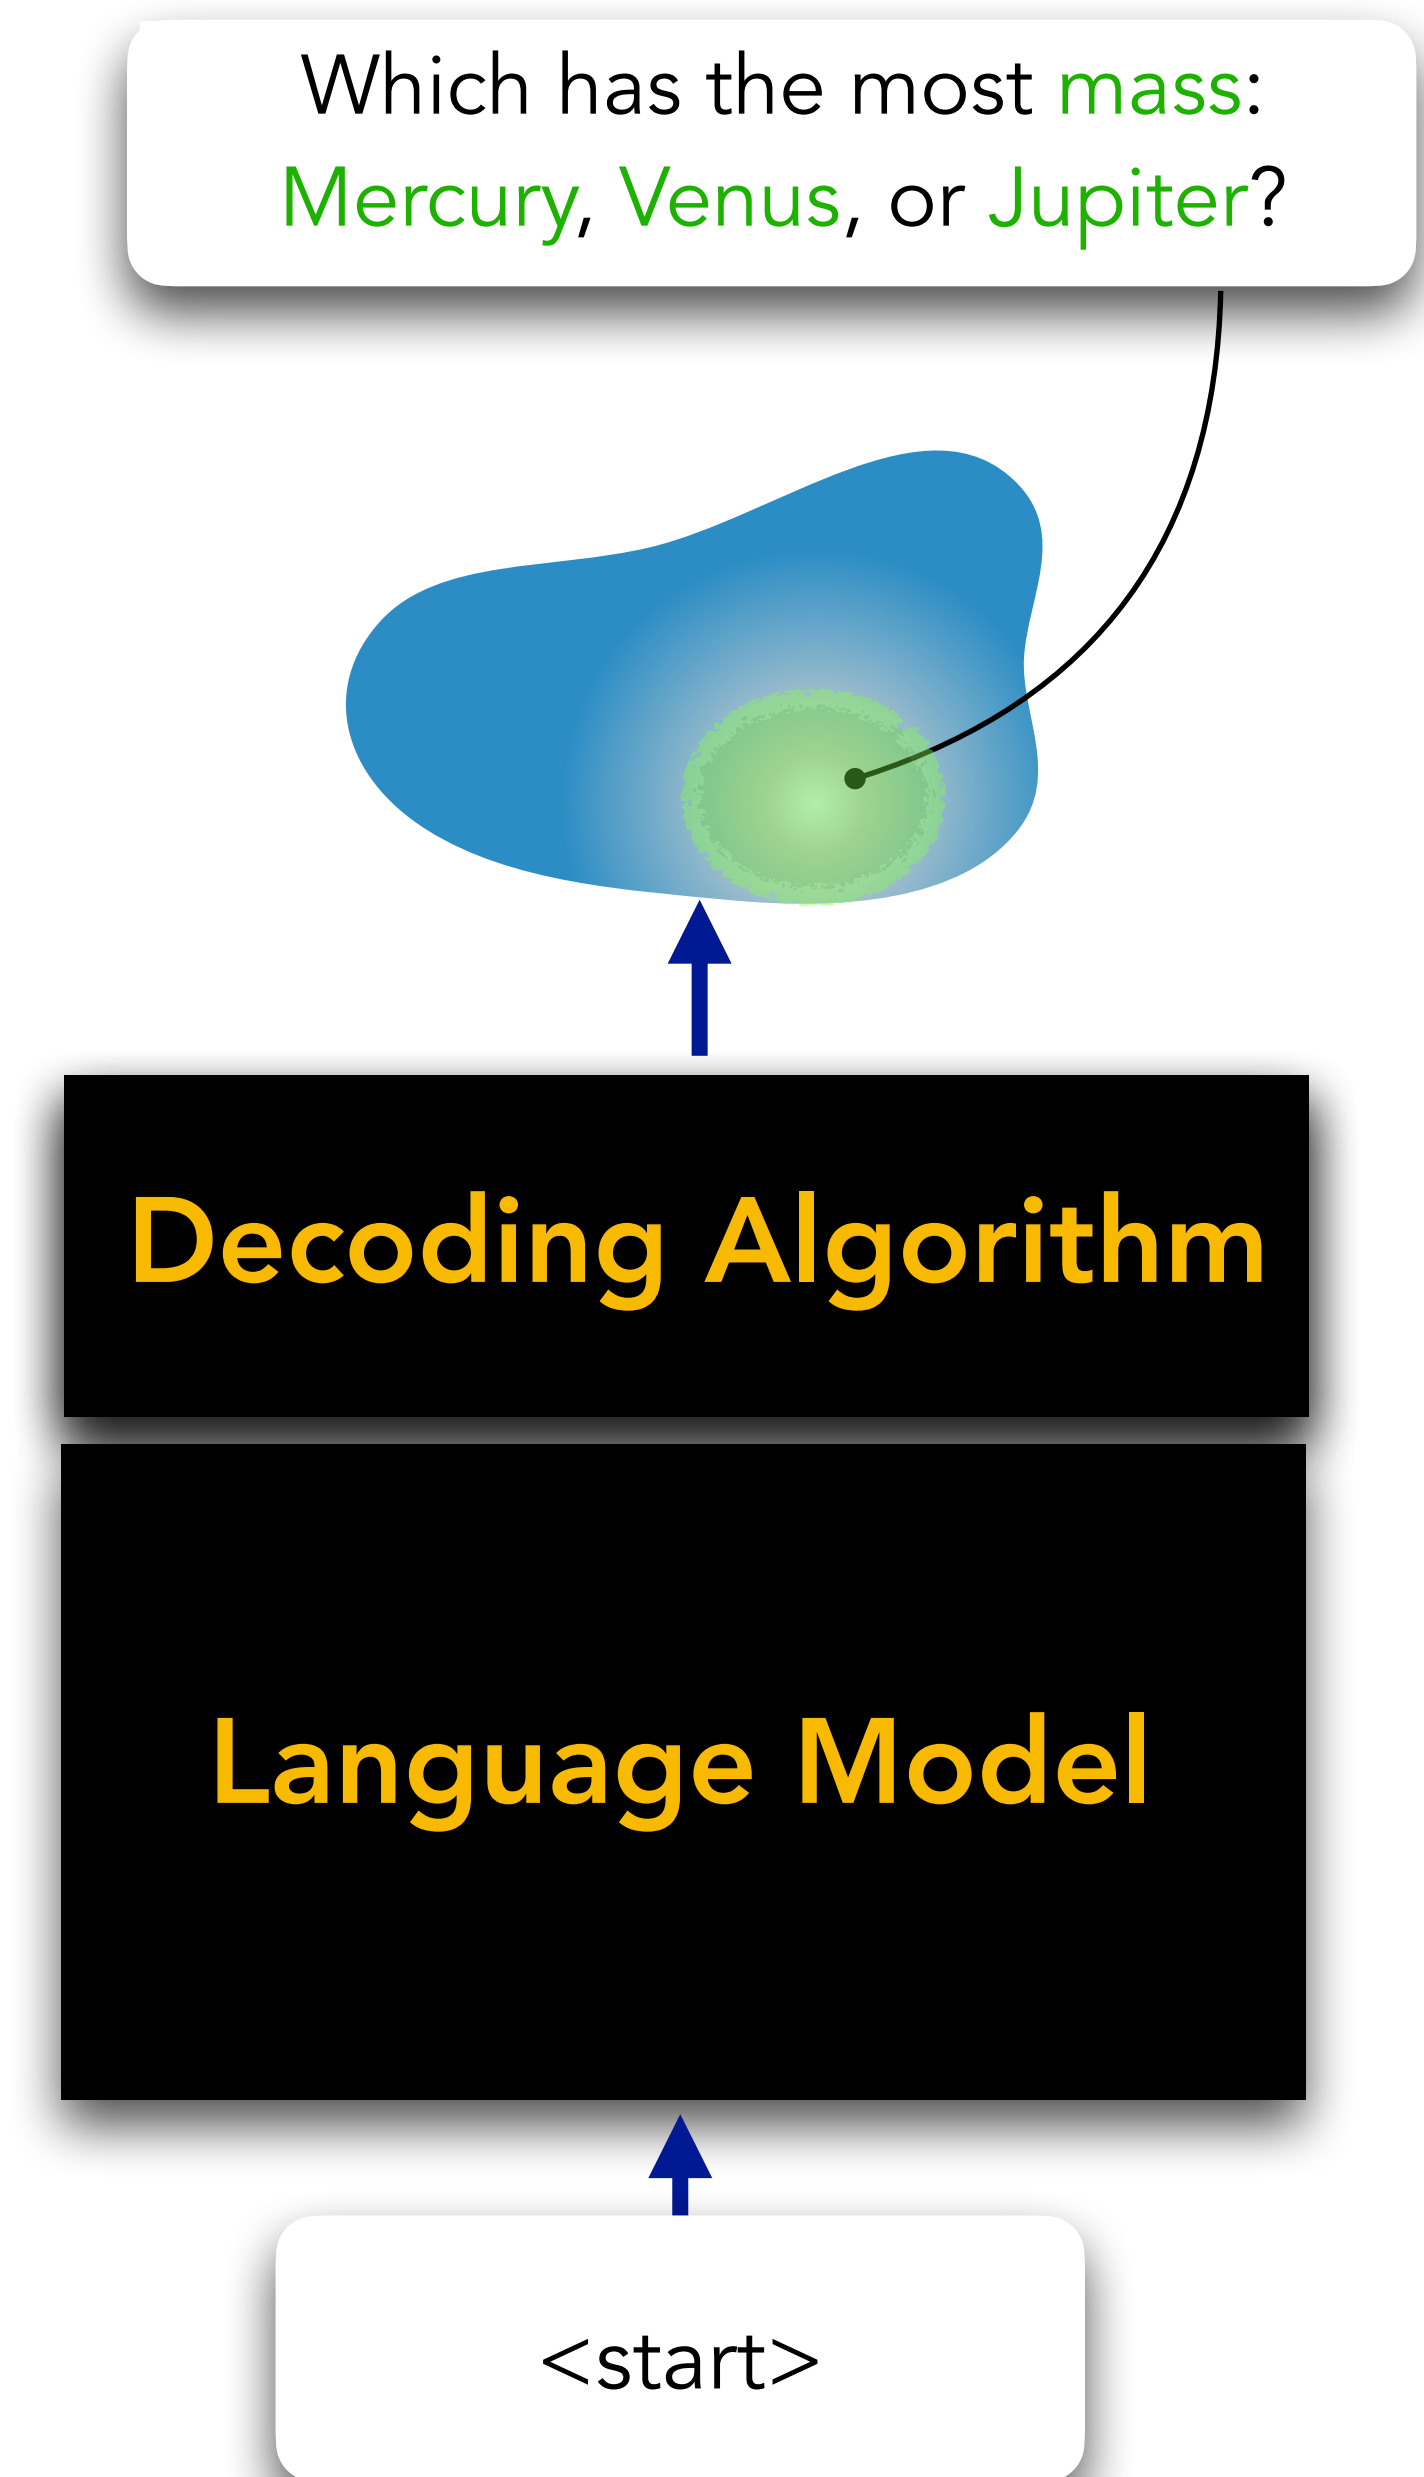 Which has the most mass:
Mercury, Venus, or Jupiter?
Decoding Algorithm
Language Model
<start>